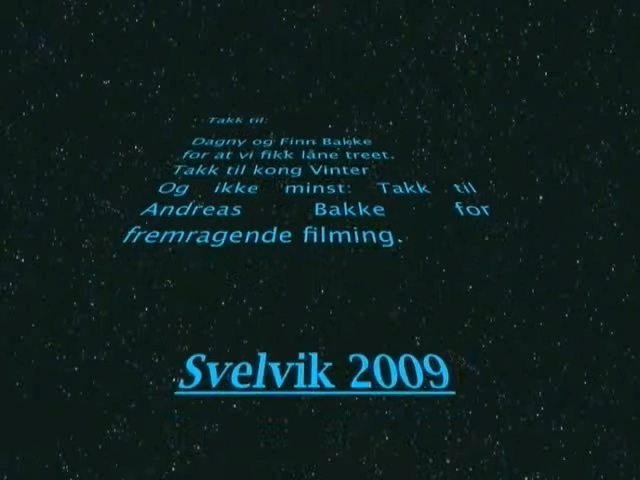 Takk til:
Dagny og Finn Bakke
for at vi fikk låne treet.
Takk til kong Vinter
Og ikke minst: Takk til
Andreas Bakke for
fremragende filming.
Svelvik 2009